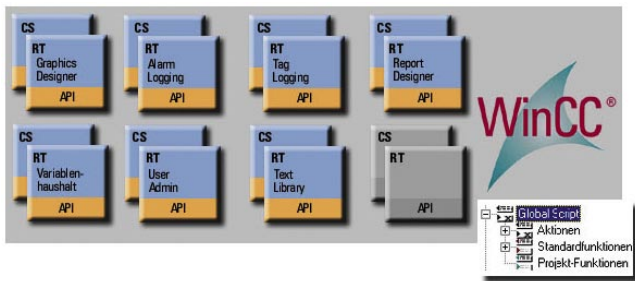 CS
RT
Graphics
Designer
API
CS
RT
Alarm
Logging
API
CS
RT
Tag
Logging
API
CS
RT
Report
Designer
API
WinCC®
CS
RT
Variablen-
haushalt
API
CS
RT
User
Admin
API
CS
RT
Text
Library
API
CS
RT
API
Global Script
Aktionen
Standardfunktionen
Projekt-Funktionen